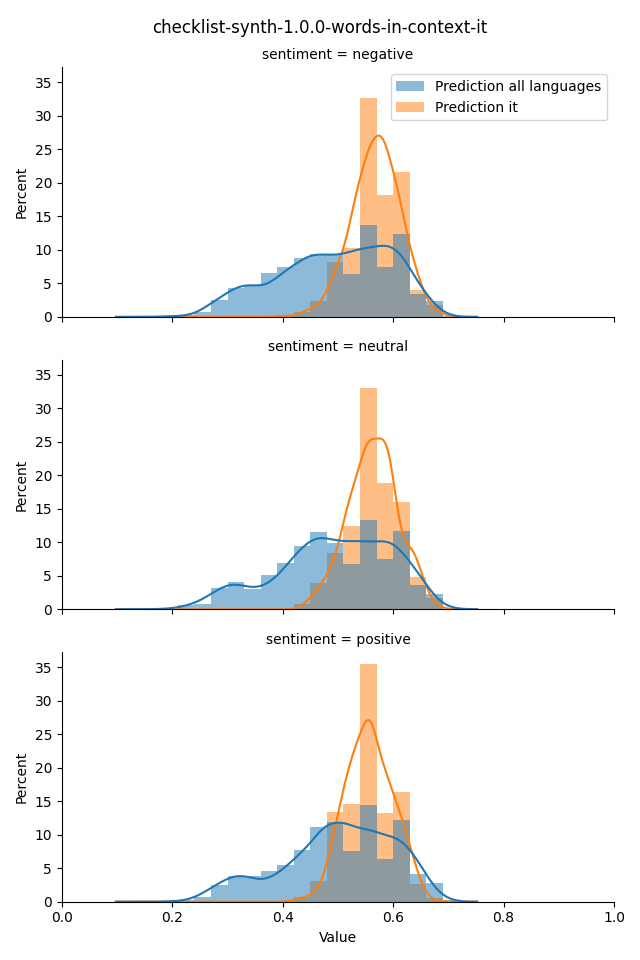 checklist-synth-1.0.0-words-in-context-it
sentiment = negative
Prediction all languages
Prediction it
35
30
25
20
15
10
5
0
Percent
sentiment = neutral
35
30
25
20
15
10
5
0
Percent
sentiment = positive
35
30
25
20
15
10
5
0
Percent
0.0 0.2 0.4 0.6 0.8 1.0
Value